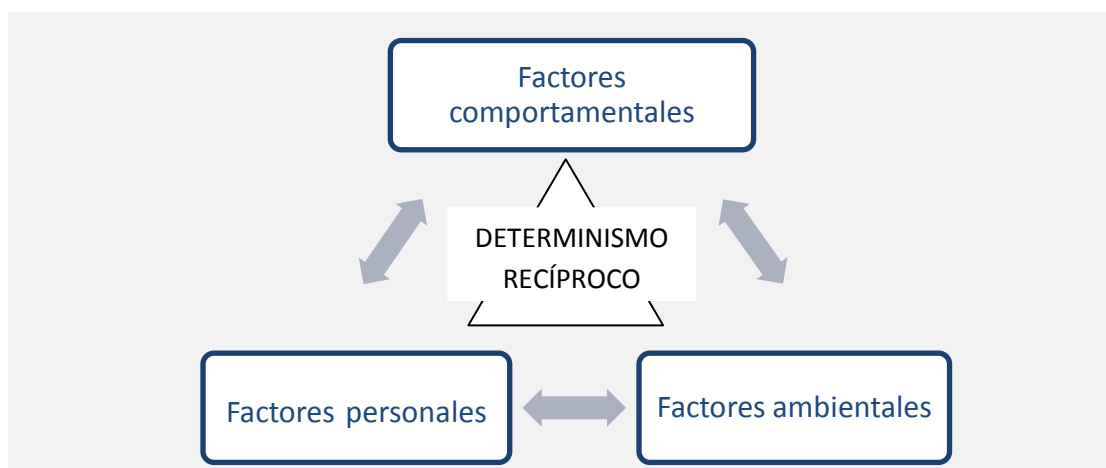 Factores
comportamentales
DETERMINISMO
RECÍPROCO
Factores personales
Factores ambientales